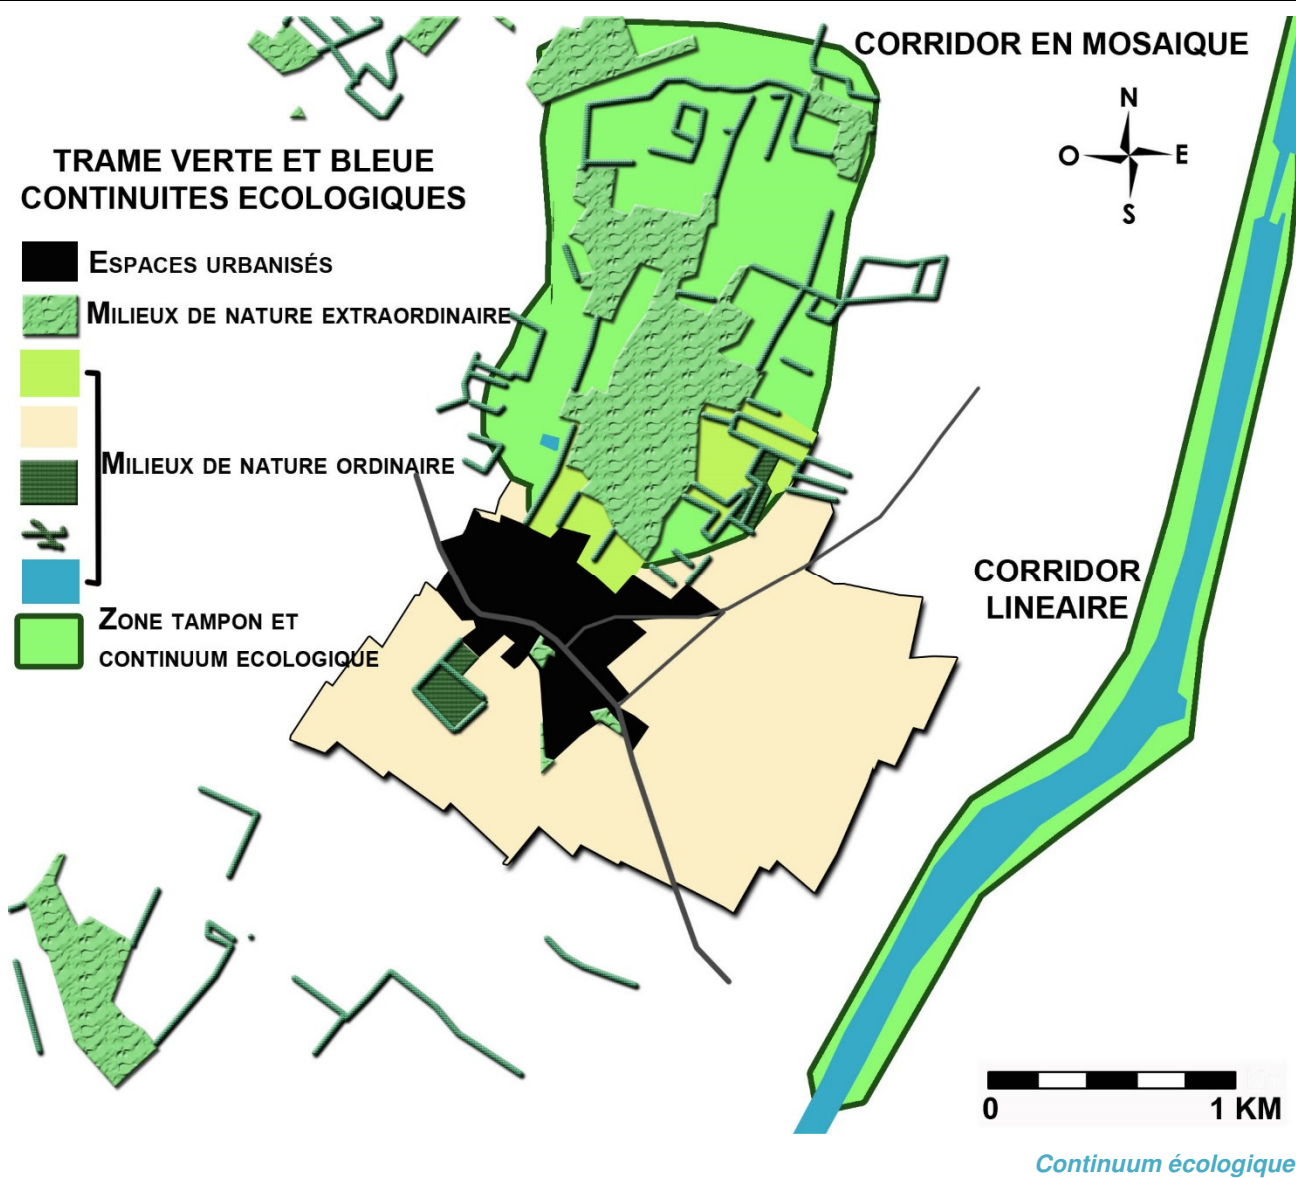 CORRIDOR EN MOSAIQUE
N
O E
S
TRAME VERTE ET BLEUE
CONTINUITES ECOLOGIQUES
ESPACES URBANISÉS
MILIEUX DE NATURE EXTRAORDINAIRE
MILIEUX DE NATURE ORDINAIRE
ZONE TAMPON ET
CONTINUUM ECOLOGIQUE
CORRIDOR
LINEAIRE
0 1 KM
Continuum écologique